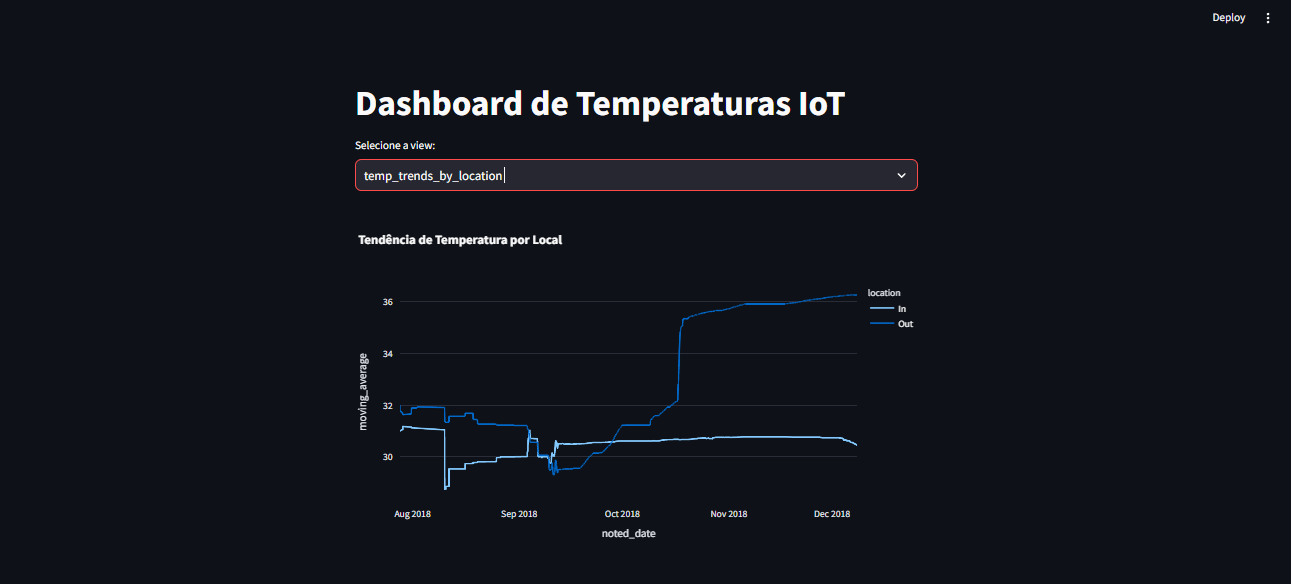 Deploy
Dashboard de Temperaturas IoT
Selecione a view:
temp_trends_by_location
Tendência de Temperatura por Local
36
34
32
30
moving_average
Aug 2018 Sep 2018 Oct 2018 Nov 2018 Dec 2018
noted_date
location
In
Out